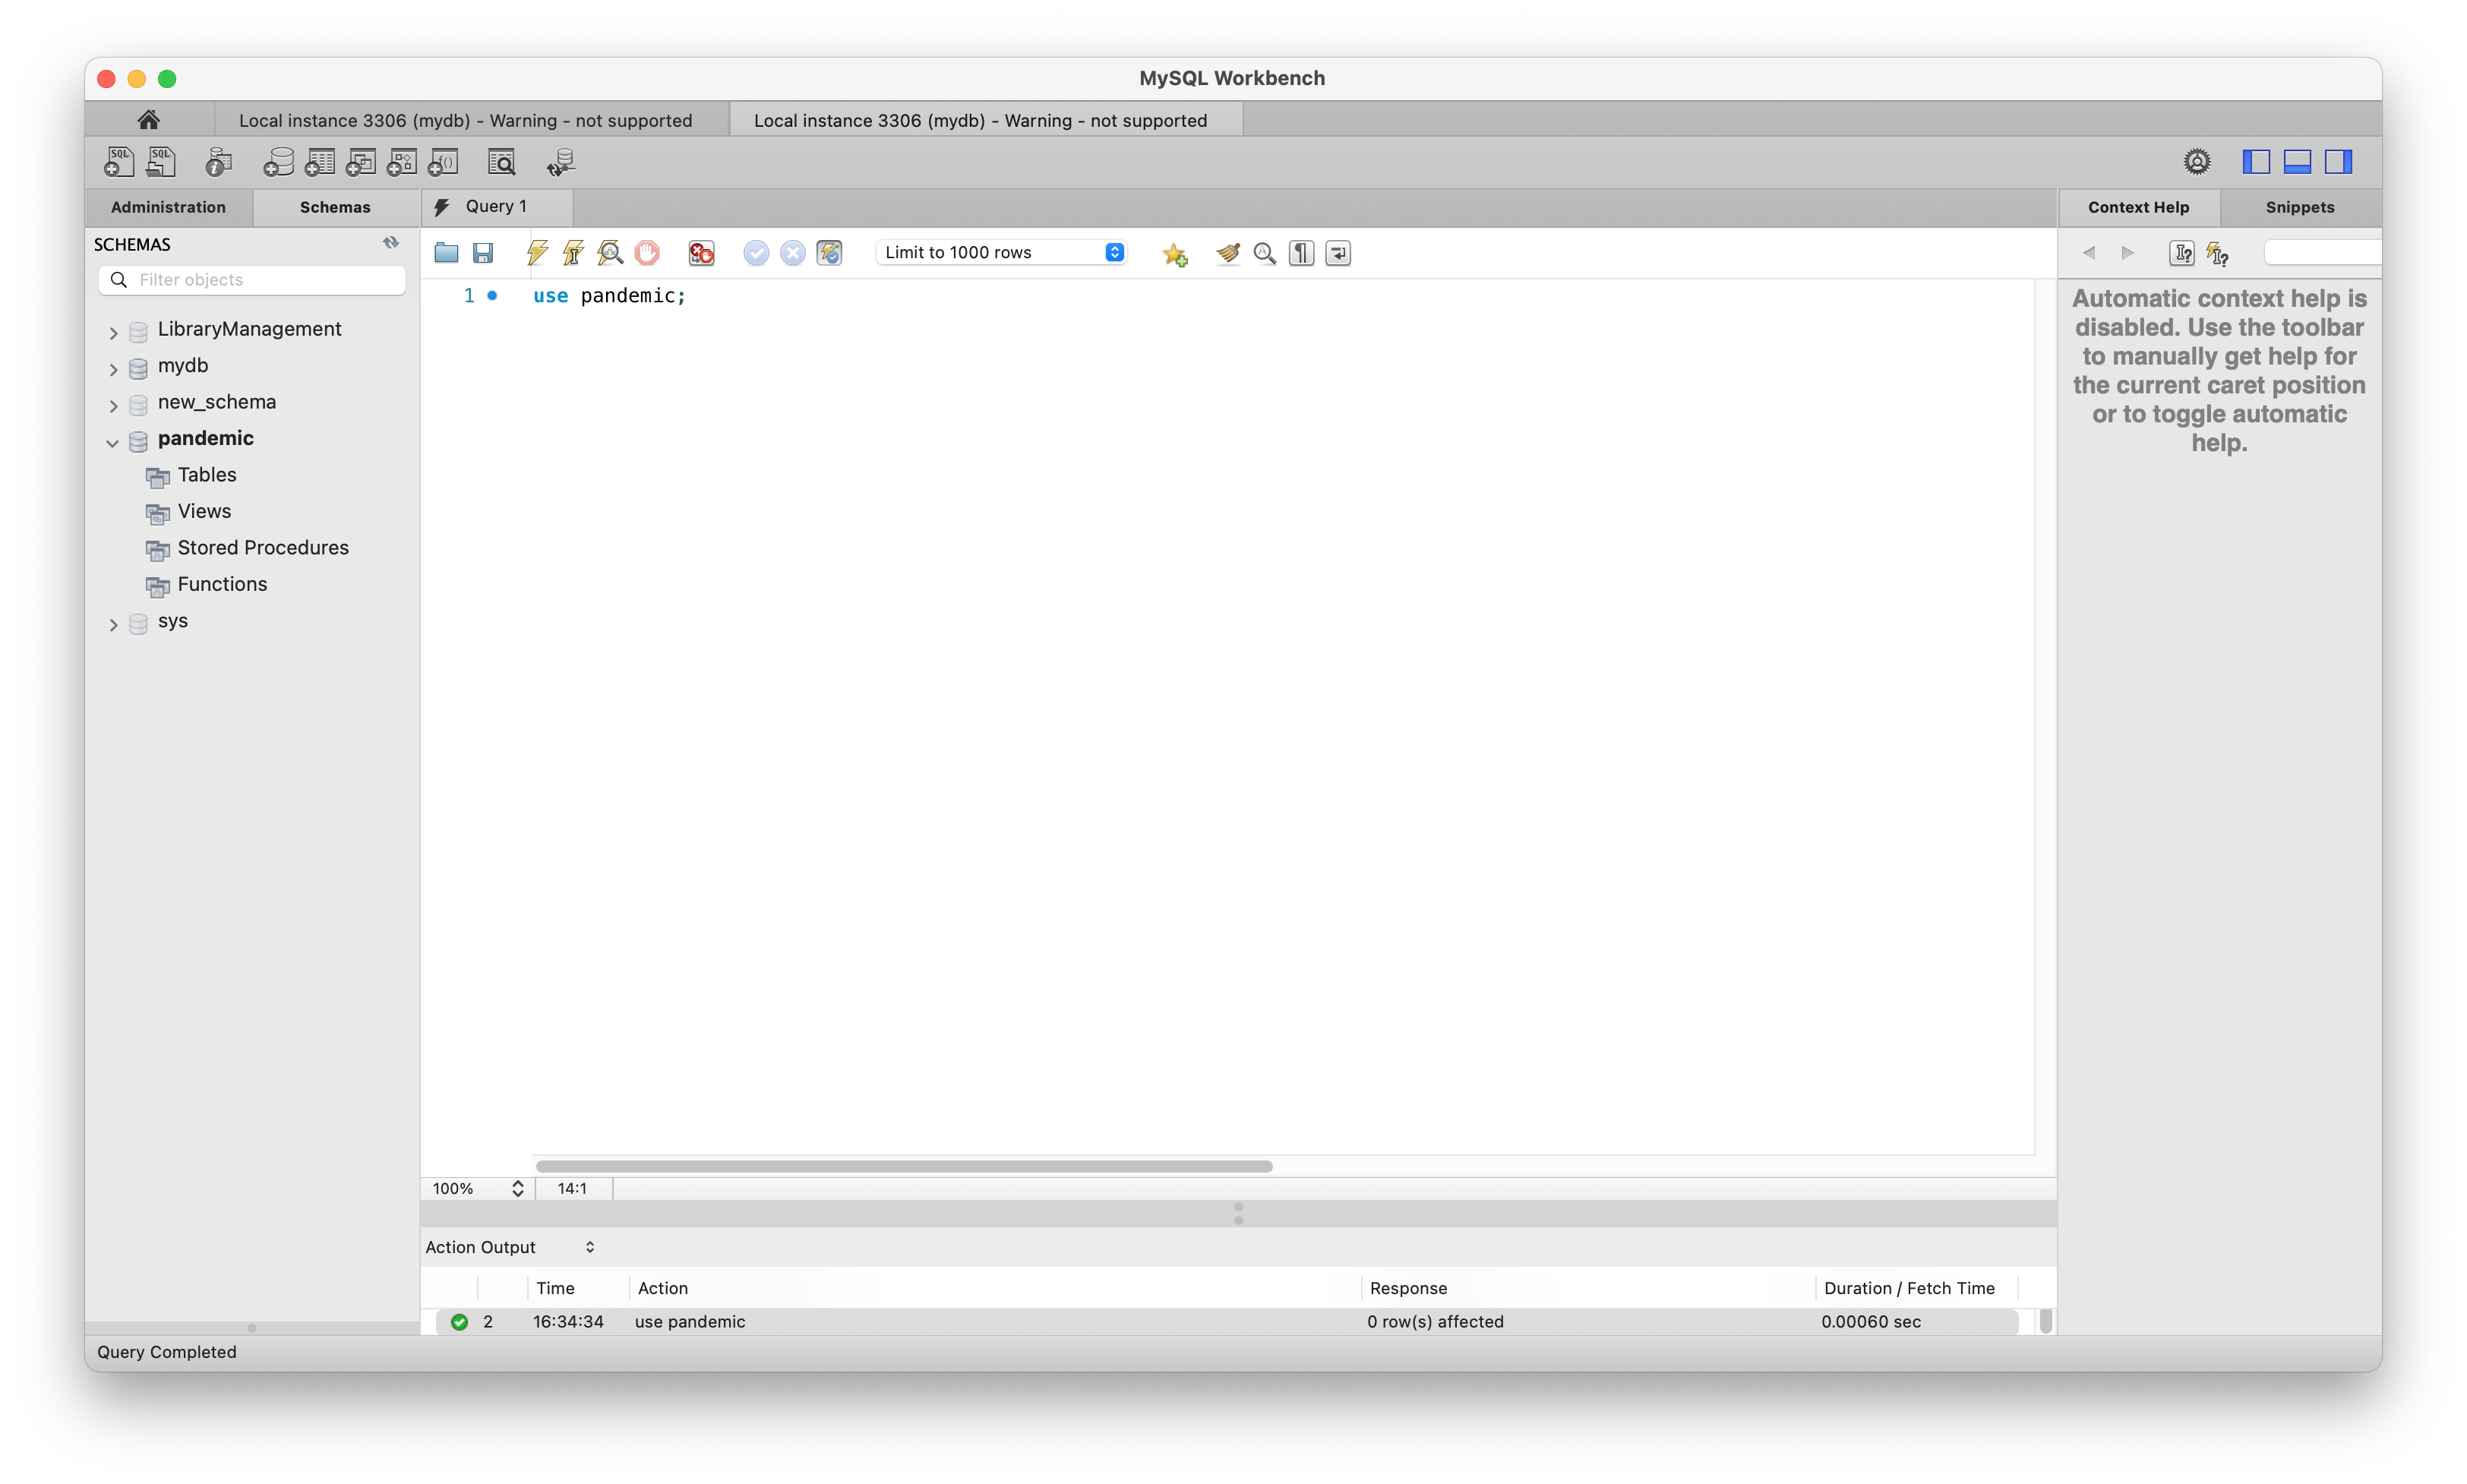 MySQL Workbench
Local instance 3306 (mydb) - Warning - not supported
Local instance 3306 (mydb) - Warning - not supported
Administration
Schemas
Query 1
Context Help
Snippets
SCHEMAS
Filter objects
Limit to 1000 rows
1
use pandemic;
LibraryManagement
mydb
new_schema
pandemic
Tables
Views
Stored Procedures
Functions
sys
Automatic context help is
disabled. Use the toolbar
to manually get help for
the current caret position
or to toggle automatic
help.
100%
14:1
Action Output
Time
Action
Response
Duration / Fetch Time
2
16:34:34
use pandemic
0 row(s) affected
0.00060 sec
Query Completed